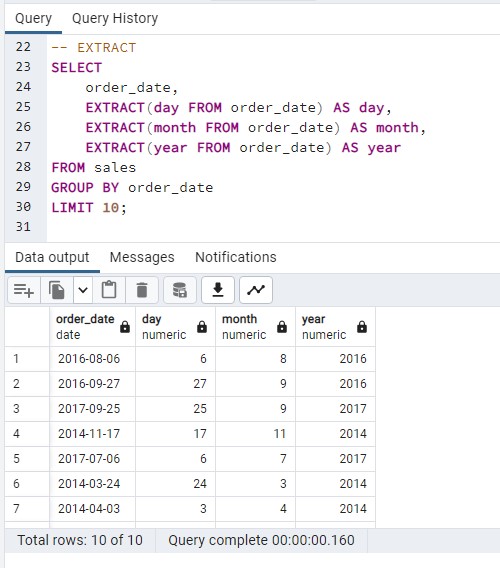 Query Query History
22 -- EXTRACT
23 SELECT
24 order_date,
25 EXTRACT(day FROM order_date) AS day,
26 EXTRACT(month FROM order_date) AS month,
27 EXTRACT(year FROM order_date) AS year
28 FROM sales
29 GROUP BY order_date
30 LIMIT 10;
31
Data output Messages Notifications
order_date day month year
date numeric numeric numeric
1 2016-08-06 6 8 2016
2 2016-09-27 27 9 2016
3 2017-09-25 25 9 2017
4 2014-11-17 17 11 2014
5 2017-07-06 6 7 2017
6 2014-03-24 24 3 2014
7 2014-04-03 3 4 2014
Total rows: 10 of 10 Query complete 00:00:00.160